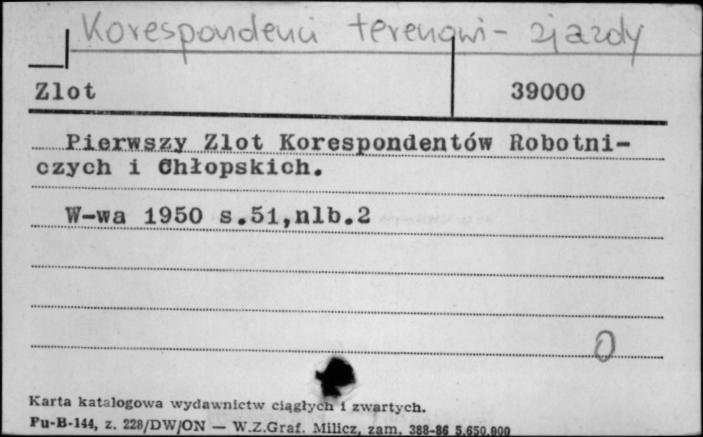 Korespondenci terenowi - zjazdy
Zlot 39000
Pierwszy Zlot Korespondentów Robotni-
czych i Chłopskich.
W-wa 1950 s.51,nlb.2
0
Karta katalogowa wydawnictw ciągłych i zwartych.
Pu-B-144, z. 228/DW/ON — W.Z.Graf. Milicz, zam. 388-86 5.650.000